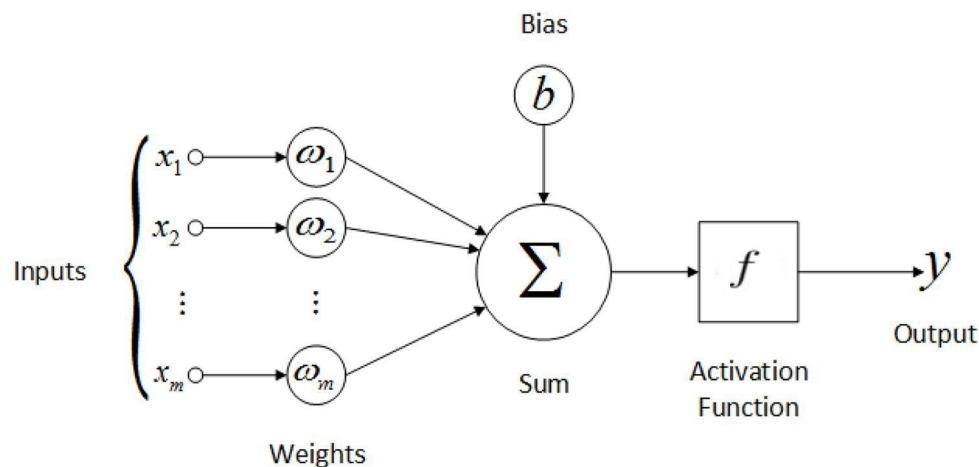 Bias
b
x₁ ω₁
x₂ ω₂
Inputs
⋮ ⋮
Σ
f
y
Output
xₘ ωₘ
Sum
Activation
Function
Weights